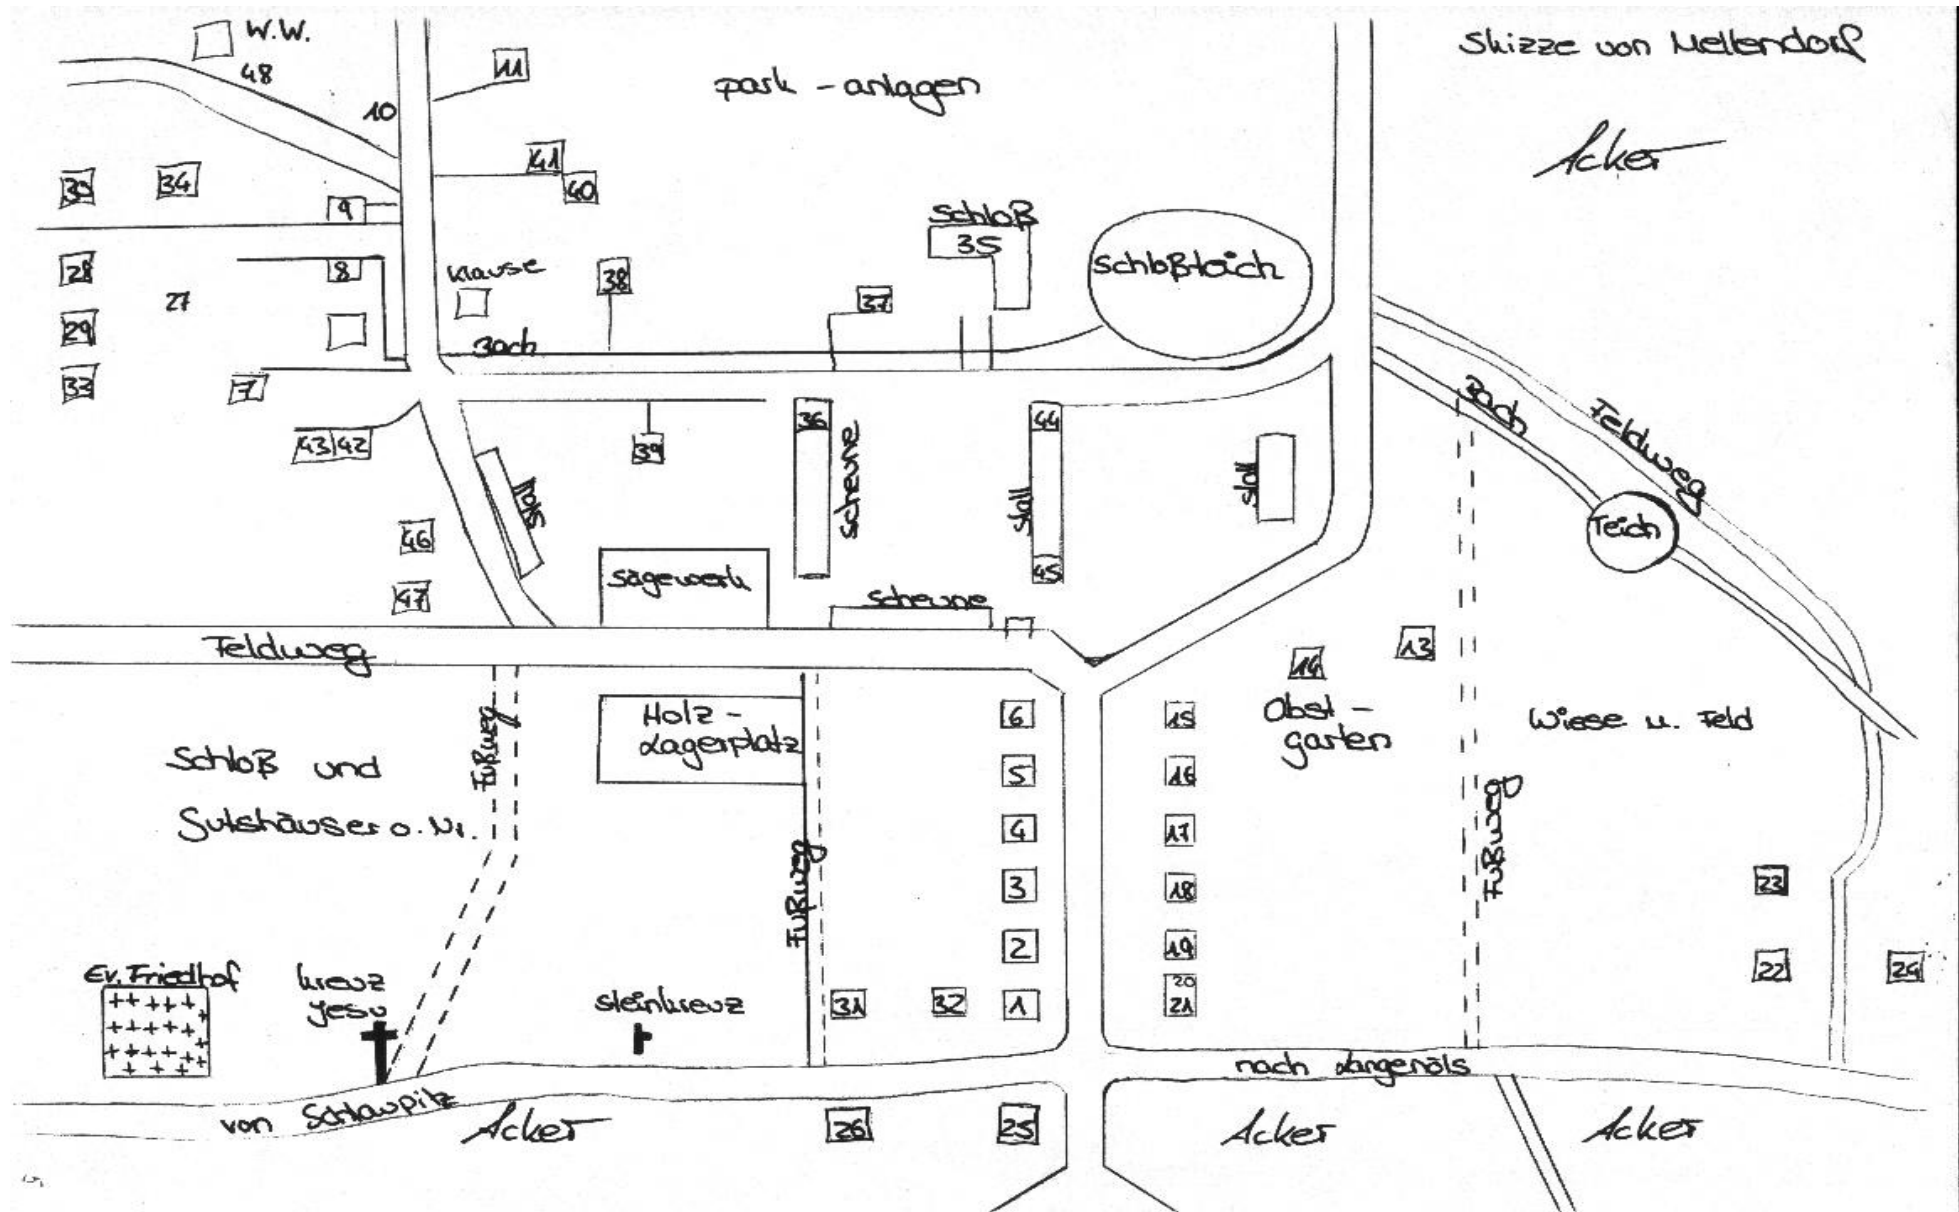 Skizze von Mellendorf
W.W.
48
10
11
park - anlagen
Acker
41
40
30
34
9
Schloß
35
Schloßteich
28
8
Klause
38
27
37
29
Bach
33
7
36
44
Bach
Feldweg
43 42
39
Scheune
Stall
Stall
Stall
Teich
46
47
Sägewerk
45
Scheune
Feldweg
14
13
Fußweg
Holz-
Lagerplatz
6
15
Obst-
garten
Wiese u. Feld
Schloß und
Gutshäuser o. Nr.
5
16
4
17
Fußweg
Fußweg
3
18
23
2
19
22
24
Ev. Friedhof
Kreuz
Jesu
Steinkreuz
31
32
1
20
21
von Schlaupitz
nach Langenöls
Acker
26
25
Acker
Acker